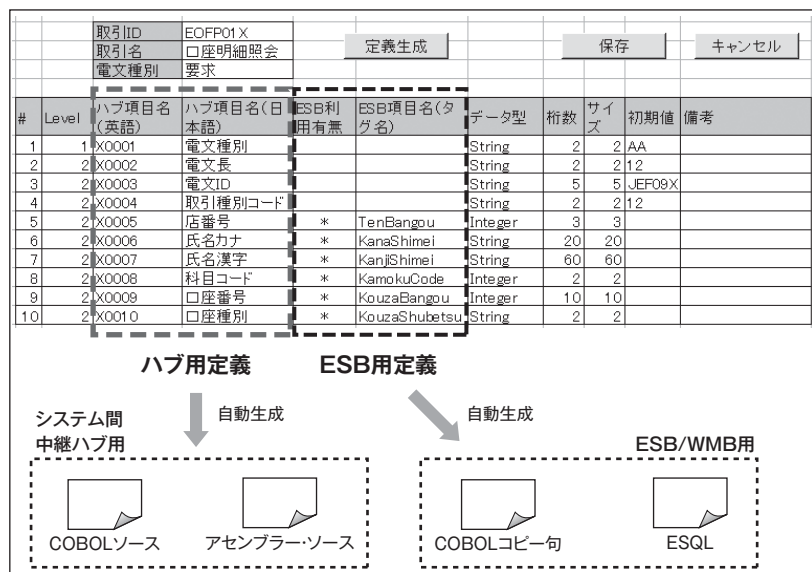 取引ID EOFP01X
取引名 口座明細照会 定義生成 保存 キャンセル
電文種別 要求
# Level ハブ項目名(英語) ハブ項目名(日本語) ESB利用有無 ESB項目名(タグ名) データ型 桁数 サイズ 初期値 備考
1 1 X0001 電文種別 String 2 2 AA
2 2 X0002 電文長 String 2 2 12
3 2 X0003 電文ID String 5 5 JEF09X
4 2 X0004 取引種別コード String 2 2 12
5 2 X0005 店番号 * TenBangou Integer 3 3
6 2 X0006 氏名カナ * KanaShimei String 20 20
7 2 X0007 氏名漢字 * KanjiShimei String 60 60
8 2 X0008 科目コード * KamokuCode Integer 2 2
9 2 X0009 口座番号 * KouzaBangou Integer 10 10
10 2 X0010 口座種別 * KouzaShubetsu String 2 2
ハブ用定義 ESB用定義
自動生成 自動生成
システム間
中継ハブ用 ESB/WMB用
COBOLソース アセンブラー・ソース COBOLコピー句 ESQL